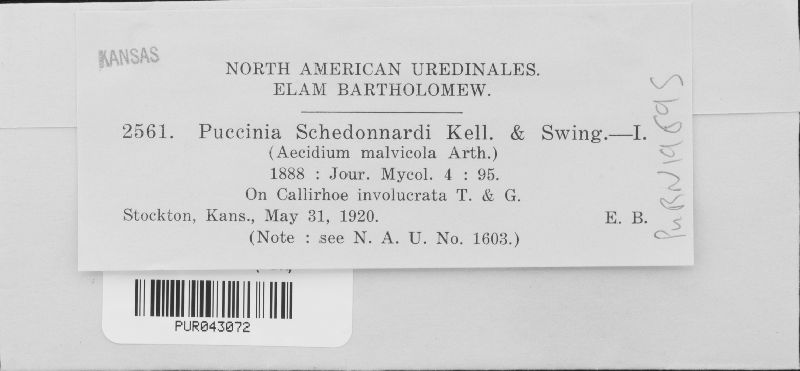 KANSAS
NORTH AMERICAN UREDINALES.
ELAM BARTHOLOMEW.
2561. Puccinia Schedonnardi Kell. & Swing.—I.
(Aecidium malvicola Arth.)
1888 : Jour. Mycol. 4 : 95.
On Callirhoe involucrata T. & G.
Stockton, Kans., May 31, 1920. E. B.
(Note : see N. A. U. No. 1603.)
PURN19695
PUR043072